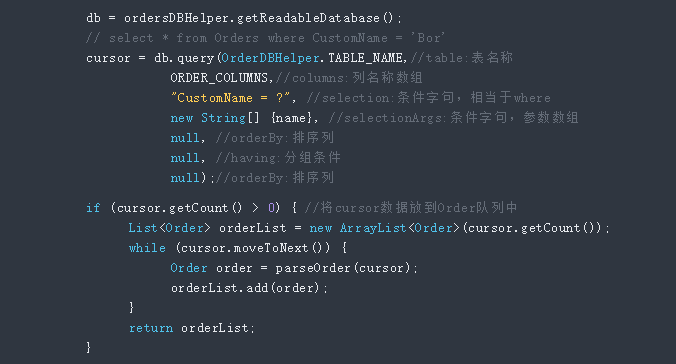 db = ordersDBHelper.getReadableDatabase();
// select * from Orders where CustomName = 'Bor'
cursor = db.query(OrderDBHelper.TABLE_NAME,//table:表名称
ORDER_COLUMNS,//columns:列名称数组
"CustomName = ?", //selection:条件字句，相当于where
new String[] {name}, //selectionArgs:条件字句，参数数组
null, //orderBy:排序列
null, //having:分组条件
null);//orderBy:排序列
if (cursor.getCount() > 0) { //将cursor数据放到Order队列中
List<Order> orderList = new ArrayList<Order>(cursor.getCount());
while (cursor.moveToNext()) {
Order order = parseOrder(cursor);
orderList.add(order);
}
return orderList;
}